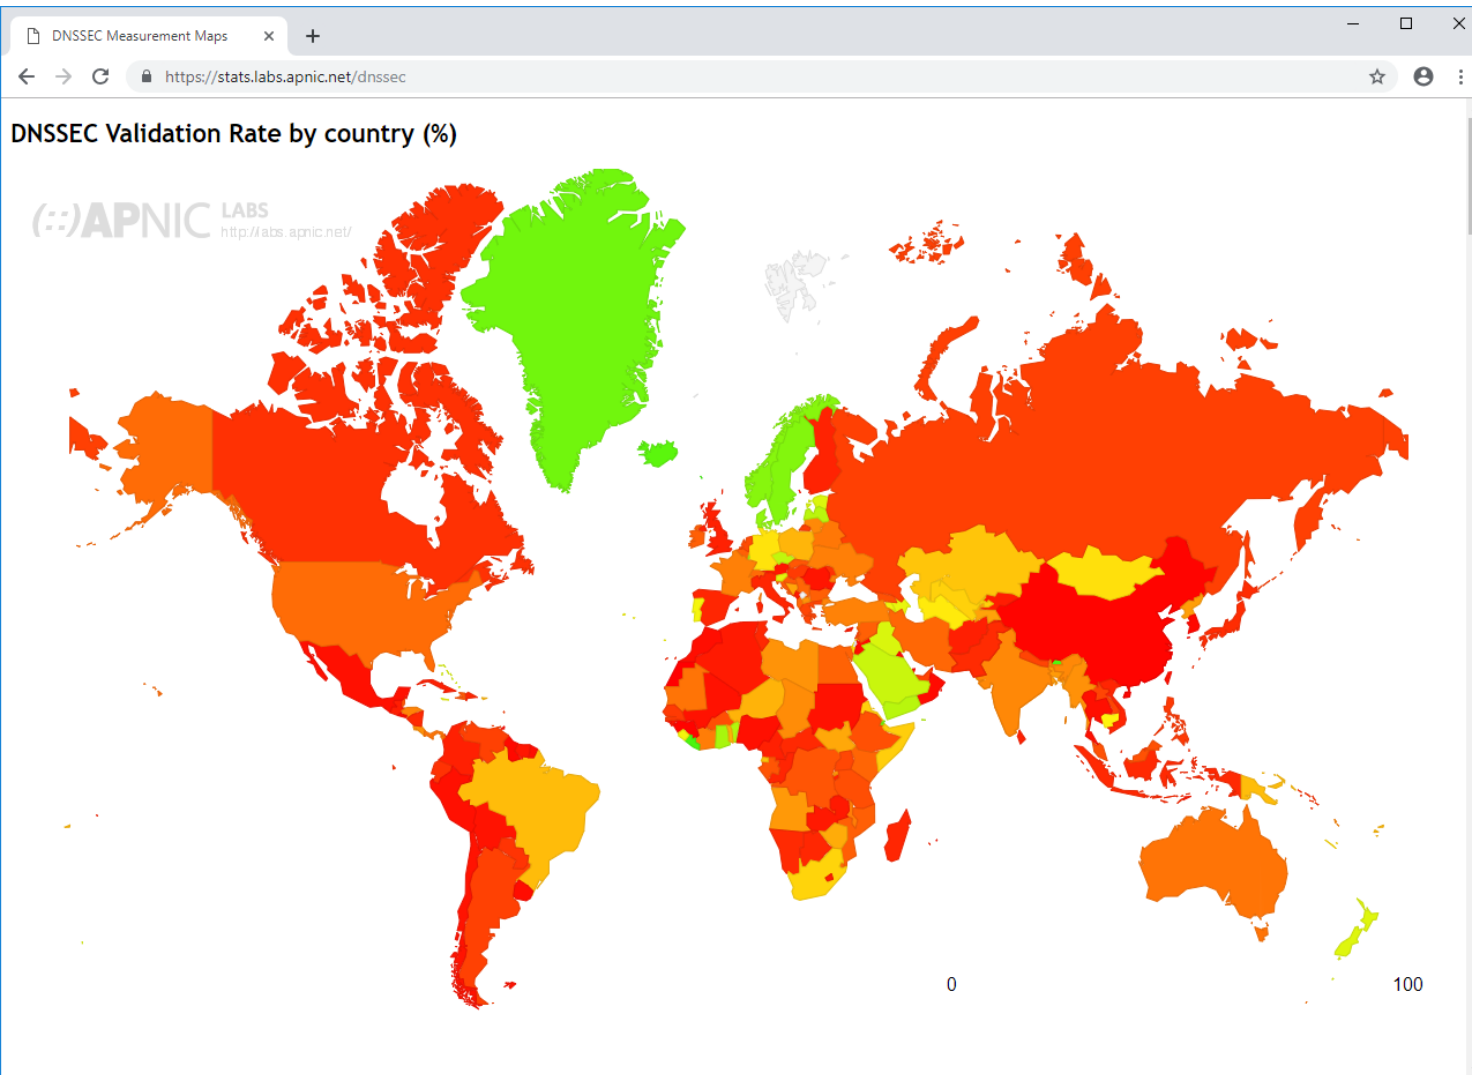 DNSSEC Measurement Maps
https://stats.labs.apnic.net/dnssec
DNSSEC Validation Rate by country (%)
(::)APNIC LABS
http://labs.apnic.net/
0 100